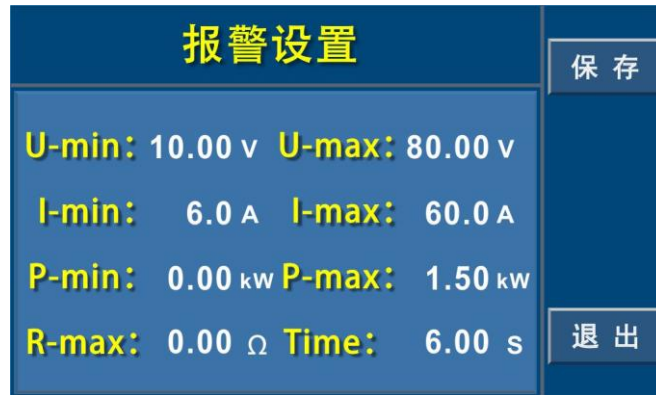 报警设置
保 存
U-min: 10.00 V U-max: 80.00 V
I-min: 6.0 A I-max: 60.0 A
P-min: 0.00 kW P-max: 1.50 kW
R-max: 0.00 Ω Time: 6.00 s
退 出